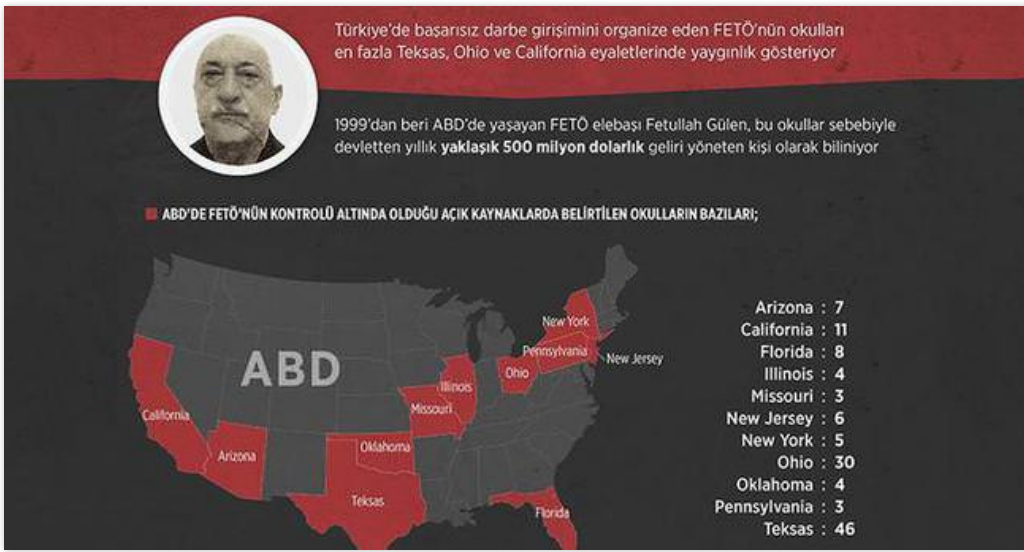 Türkiye'de başarısız darbe girişimini organize eden FETÖ'nün okulları
en fazla Teksas, Ohio ve California eyaletlerinde yaygınlık gösteriyor
1999'dan beri ABD'de yaşayan FETÖ elebaşı Fetullah Gülen, bu okullar sebebiyle
devletten yıllık yaklaşık 500 milyon dolarlık geliri yöneten kişi olarak biliniyor
ABD'DE FETÖ'NÜN KONTROLÜ ALTINDA OLDUĞU AÇIK KAYNAKLARDA BELİRTİLEN OKULLARIN BAZILARI;
ABD
New York
Pennsylvania
New Jersey
Ohio
Illinois
Missouri
California
Oklahoma
Arizona
Teksas
Florida
Arizona : 7
California : 11
Florida : 8
Illinois : 4
Missouri : 3
New Jersey : 6
New York : 5
Ohio : 30
Oklahoma : 4
Pennsylvania : 3
Teksas : 46